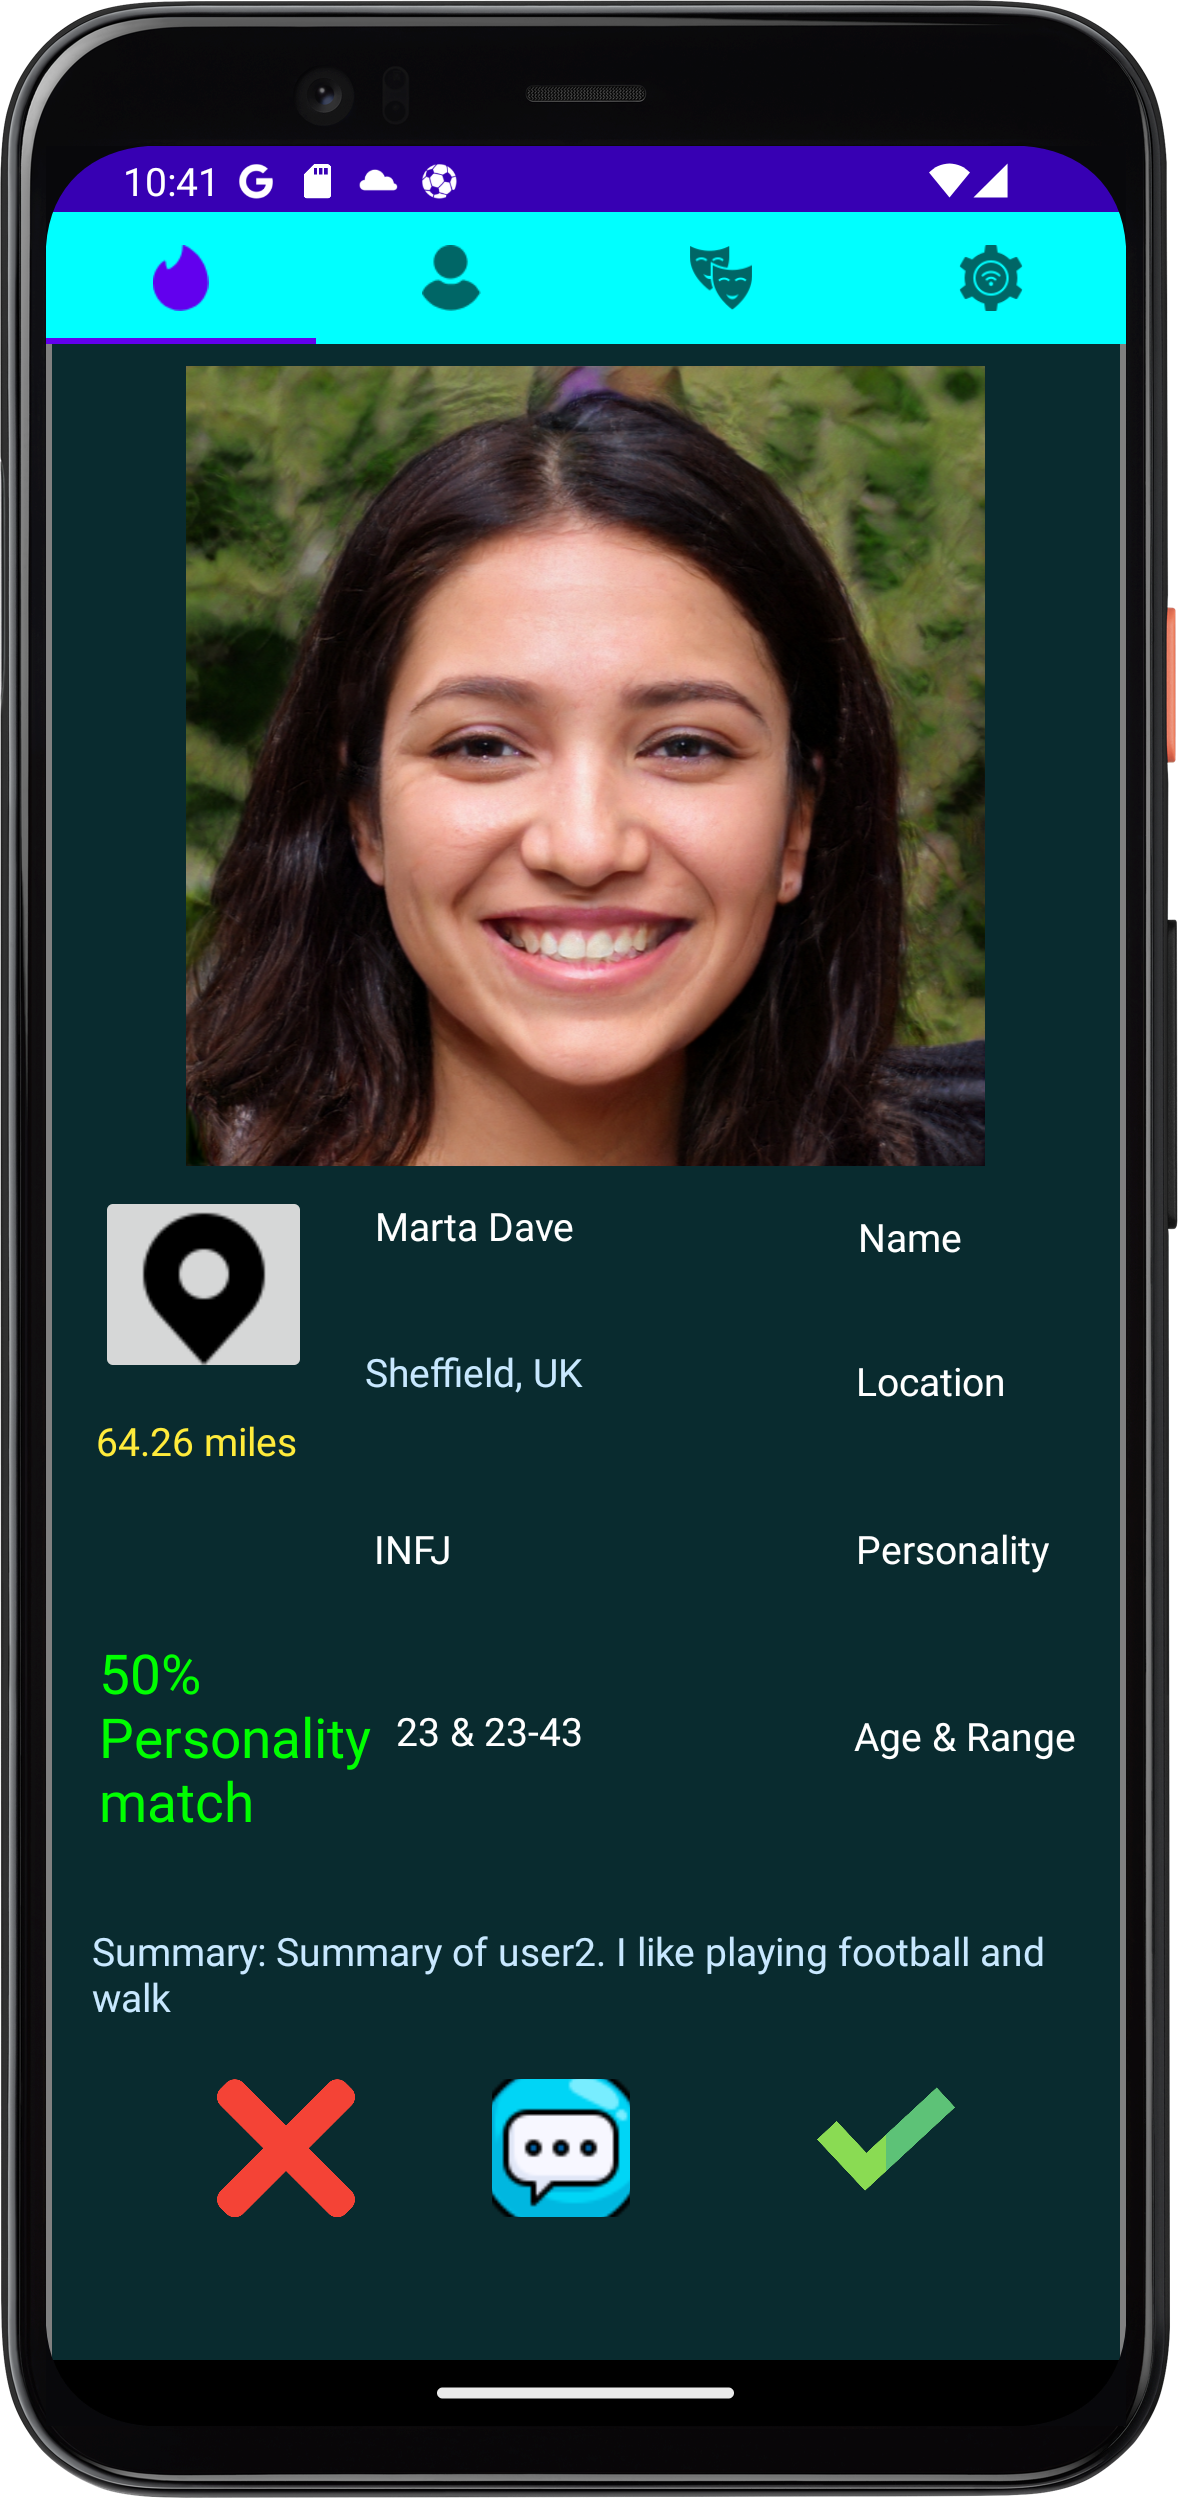 10:41
Marta Dave
Name
Sheffield, UK
Location
64.26 miles
INFJ
Personality
50%
Personality
match
23 & 23-43
Age & Range
Summary: Summary of user2. I like playing football and
walk